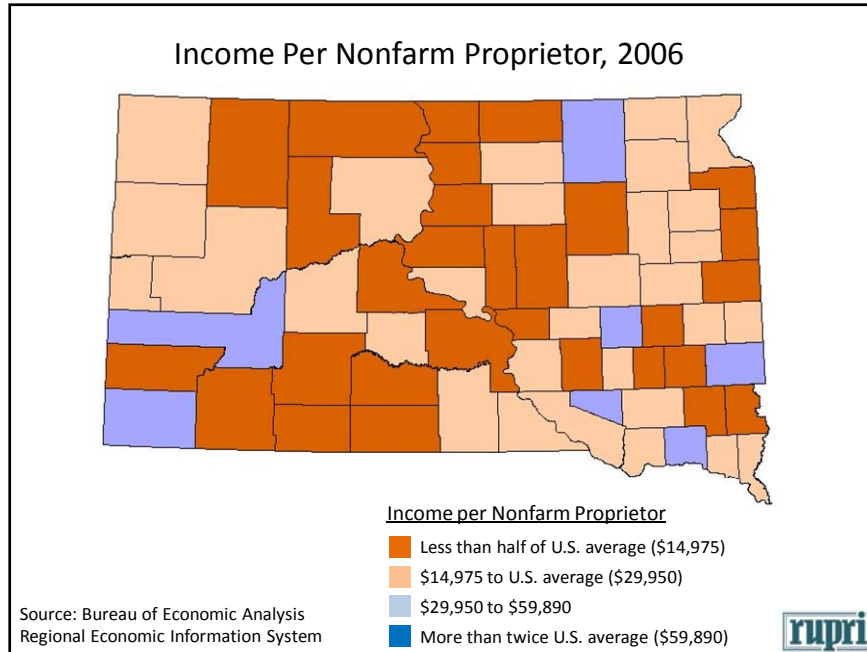 Income Per Nonfarm Proprietor, 2006
Income per Nonfarm Proprietor
Less than half of U.S. average ($14,975)
$14,975 to U.S. average ($29,950)
$29,950 to $59,890
More than twice U.S. average ($59,890)
Source: Bureau of Economic Analysis
Regional Economic Information System
rupri